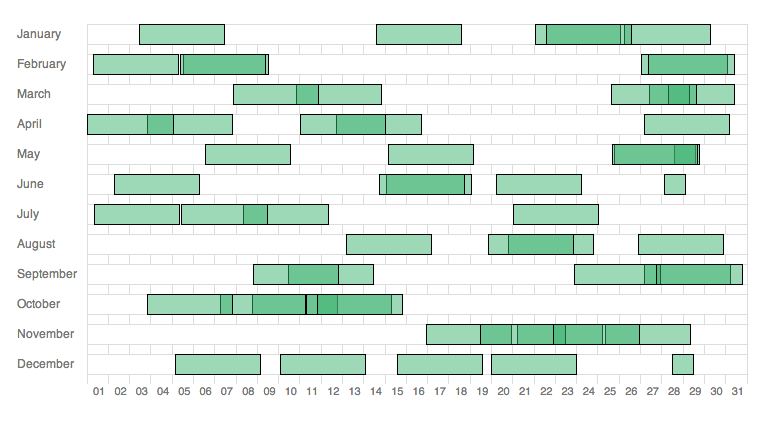 January
February
March
April
May
June
July
August
September
October
November
December
01 02 03 04 05 06 07 08 09 10 11 12 13 14 15 16 17 18 19 20 21 22 23 24 25 26 27 28 29 30 31